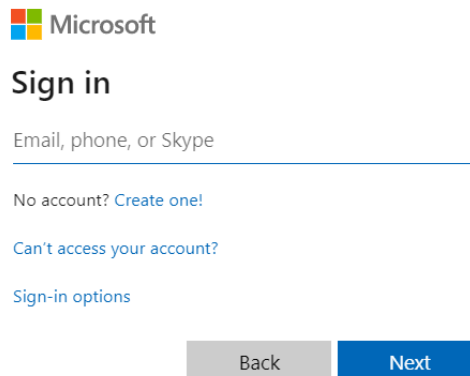 Microsoft
Sign in
Email, phone, or Skype
No account? Create one!
Can't access your account?
Sign-in options
Back Next